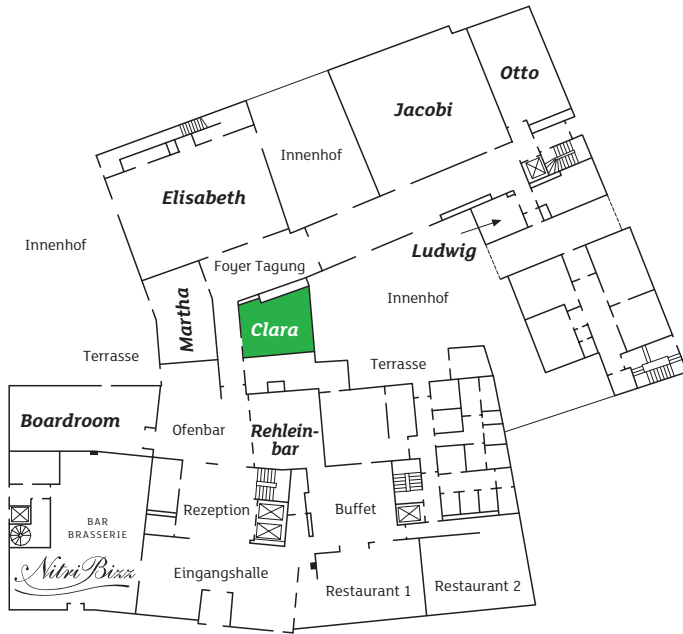 Otto
Jacobi
Innenhof
Elisabeth
Innenhof
Ludwig
Foyer Tagung
Innenhof
Martha
Clara
Terrasse
Terrasse
Boardroom
Ofenbar
Rehlein-
bar
Rezeption
Buffet
BAR
BRASSERIE
NitriBizz
Eingangshalle
Restaurant 1
Restaurant 2